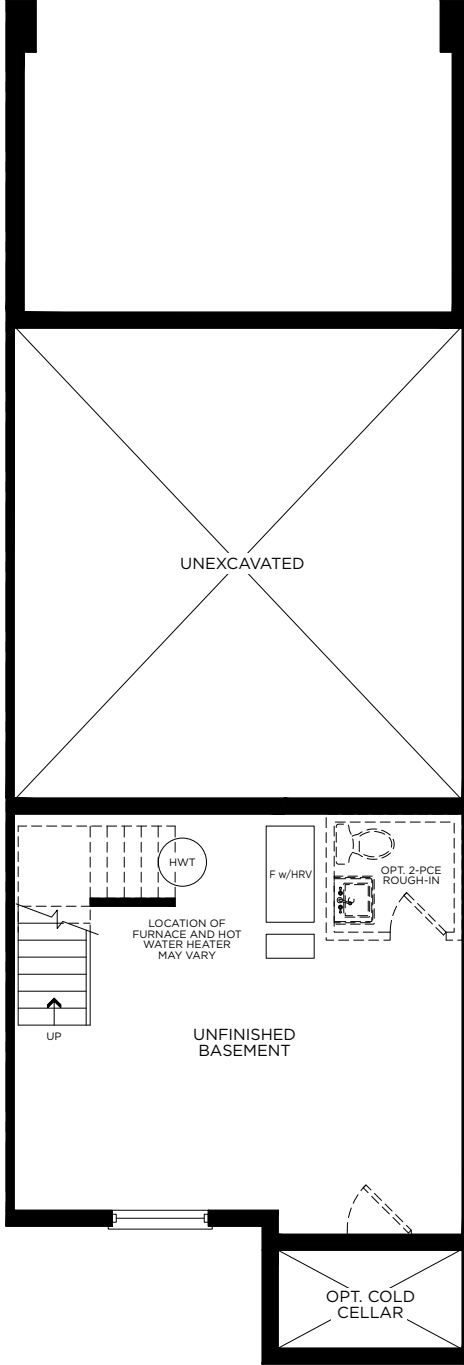 UNEXCAVATED
HWT
F w/HRV
OPT. 2-PCE
ROUGH-IN
LOCATION OF
FURNACE AND HOT
WATER HEATER
MAY VARY
UP
UNFINISHED
BASEMENT
OPT. COLD
CELLAR